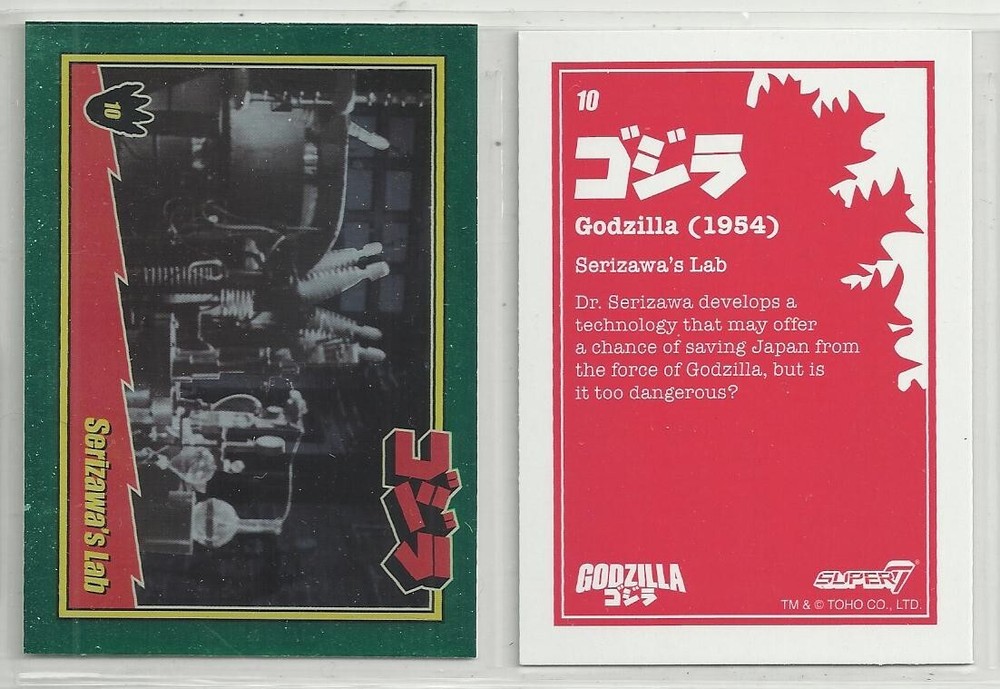 10
ゴジラ
Serizawa's Lab
10
ゴジラ
Godzilla (1954)
Serizawa's Lab
Dr. Serizawa develops a
technology that may offer
a chance of saving Japan from
the force of Godzilla, but is
it too dangerous?
GODZILLA
ゴジラ
SUPER7
TM & © TOHO CO., LTD.